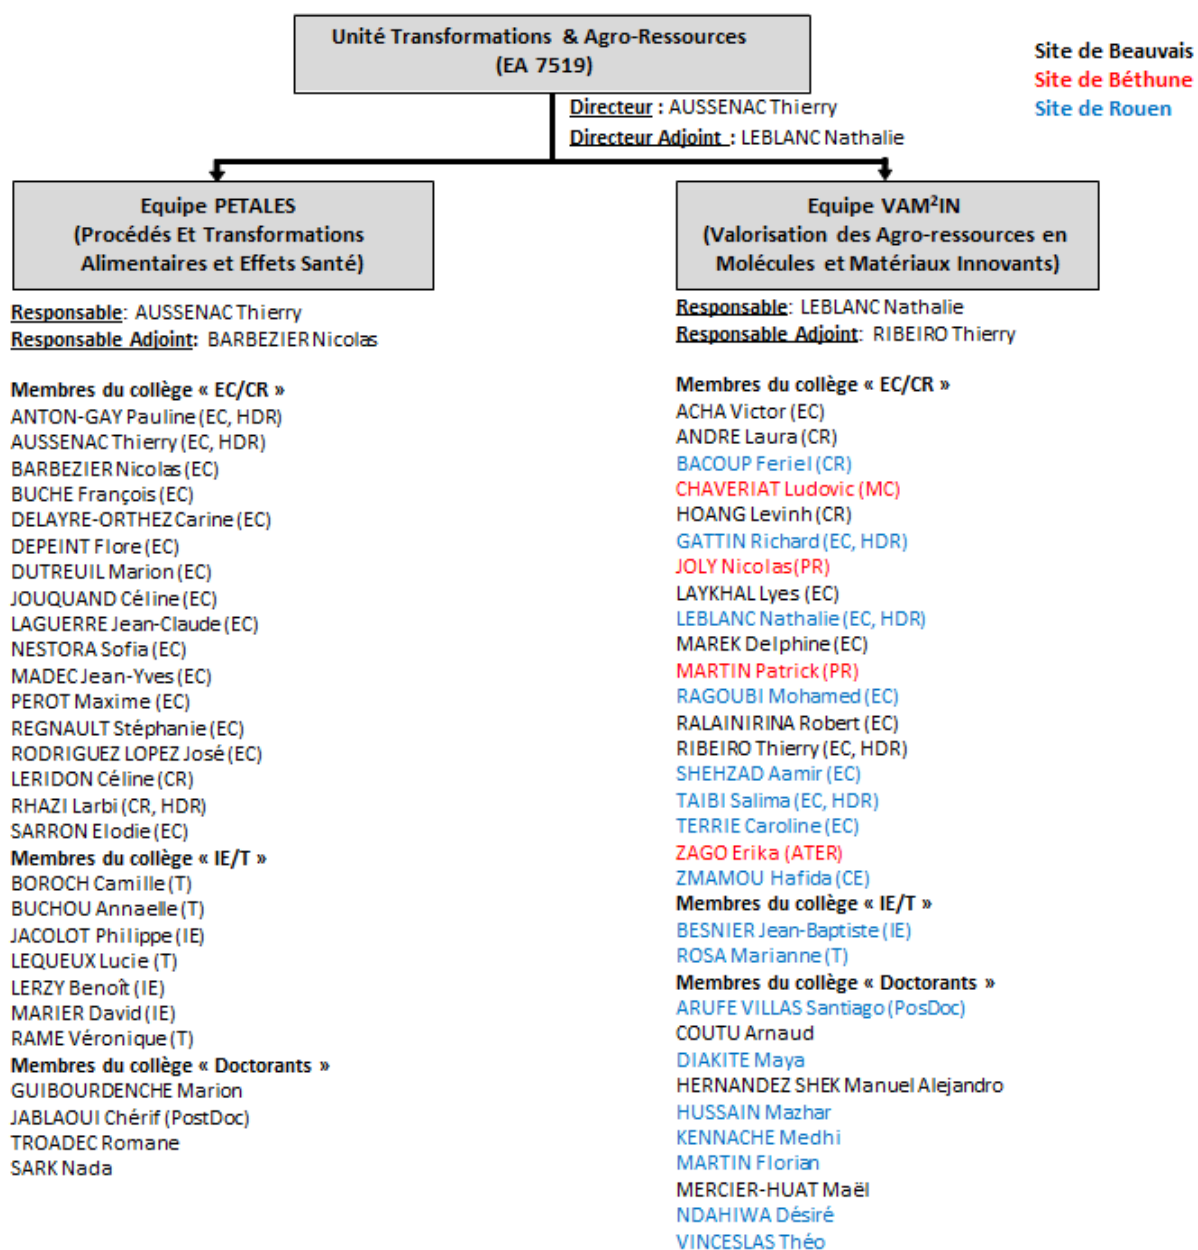 Unité Transformations & Agro-Ressources
(EA 7519)
Site de Beauvais
Site de Béthune
Site de Rouen
Directeur : AUSSENAC Thierry
Directeur Adjoint : LEBLANC Nathalie
Equipe PETALES
(Procédés Et Transformations
Alimentaires et Effets Santé)
Responsable: AUSSENAC Thierry
Responsable Adjoint: BARBEZIER Nicolas
Membres du collège « EC/CR »
ANTON-GAY Pauline (EC, HDR)
AUSSENAC Thierry (EC, HDR)
BARBEZIER Nicolas (EC)
BUCHE François (EC)
DELAYRE-ORTHEZ Carine (EC)
DEPEINT Flore (EC)
DUTREUIL Marion (EC)
JOUQUAND Céline (EC)
LAGUERRE Jean-Claude (EC)
NESTORA Sofia (EC)
MADEC Jean-Yves (EC)
PEROT Maxime (EC)
REGNAULT Stéphanie (EC)
RODRIGUEZ LOPEZ José (EC)
LERIDON Céline (CR)
RHAZI Larbi (CR, HDR)
SARRON Elodie (EC)
Membres du collège « IE/T »
BOROCH Camille (T)
BUCHOU Annaelle (T)
JACOLOT Philippe (IE)
LEQUEUX Lucie (T)
LERZY Benoît (IE)
MARIER David (IE)
RAME Véronique (T)
Membres du collège « Doctorants »
GUIBOURDENCHE Marion
JABLAOUI Chérif (PostDoc)
TROADEC Romane
SARK Nada
Equipe VAM²IN
(Valorisation des Agro-ressources en
Molécules et Matériaux Innovants)
Responsable: LEBLANC Nathalie
Responsable Adjoint: RIBEIRO Thierry
Membres du collège « EC/CR »
ACHA Victor (EC)
ANDRE Laura (CR)
BACOUP Feriel (CR)
CHAVERIAT Ludovic (MC)
HOANG Levinh (CR)
GATTIN Richard (EC, HDR)
JOLY Nicolas (PR)
LAYKHAL Lyes (EC)
LEBLANC Nathalie (EC, HDR)
MAREK Delphine (EC)
MARTIN Patrick (PR)
RAGOUBI Mohamed (EC)
RALAINIRINA Robert (EC)
RIBEIRO Thierry (EC, HDR)
SHEHZAD Aamir (EC)
TAIBI Salima (EC, HDR)
TERRIE Caroline (EC)
ZAGO Erika (ATER)
ZMAMOU Hafida (CE)
Membres du collège « IE/T »
BESNIER Jean-Baptiste (IE)
ROSA Marianne (T)
Membres du collège « Doctorants »
ARUFE VILLAS Santiago (PosDoc)
COUTU Arnaud
DIAKITE Maya
HERNANDEZ SHEK Manuel Alejandro
HUSSAIN Mazhar
KENNACHE Medhi
MARTIN Florian
MERCIER-HUAT Maël
NDAHIWA Désiré
VINCESLAS Théo